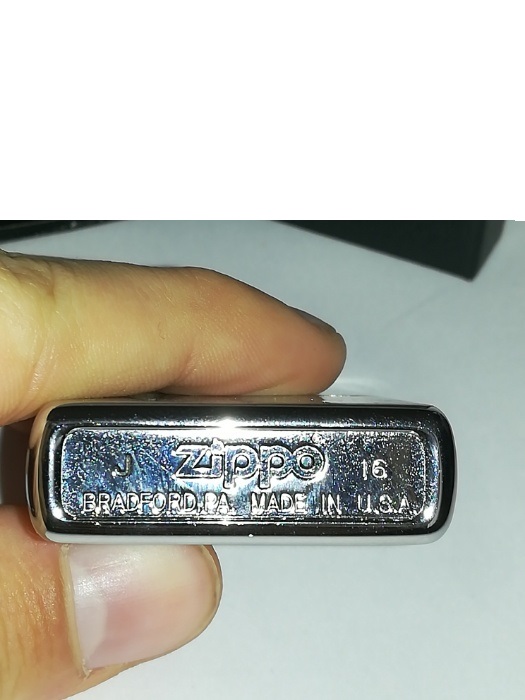 J Zippo 16
BRADFORD,PA. MADE IN U.S.A.